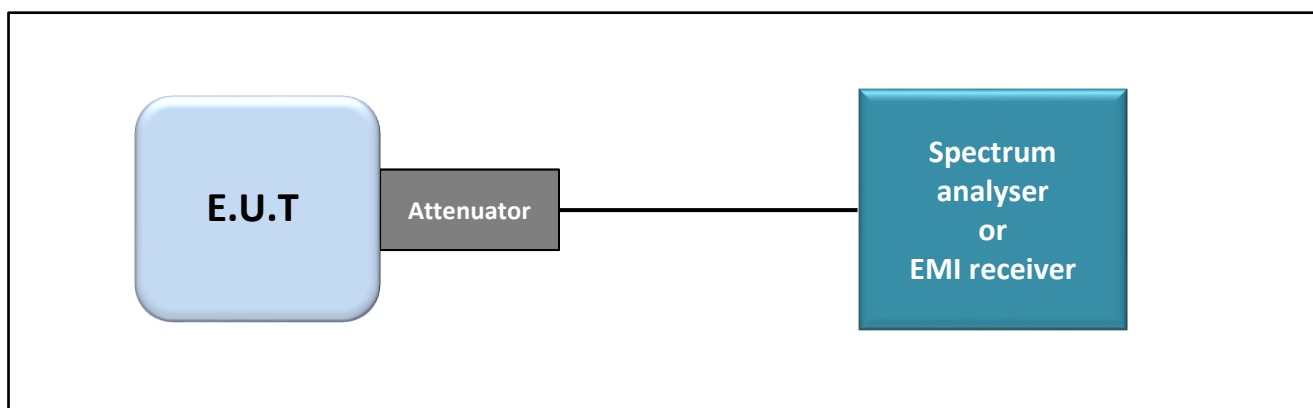 E.U.T
Attenuator
Spectrum
analyser
or
EMI receiver